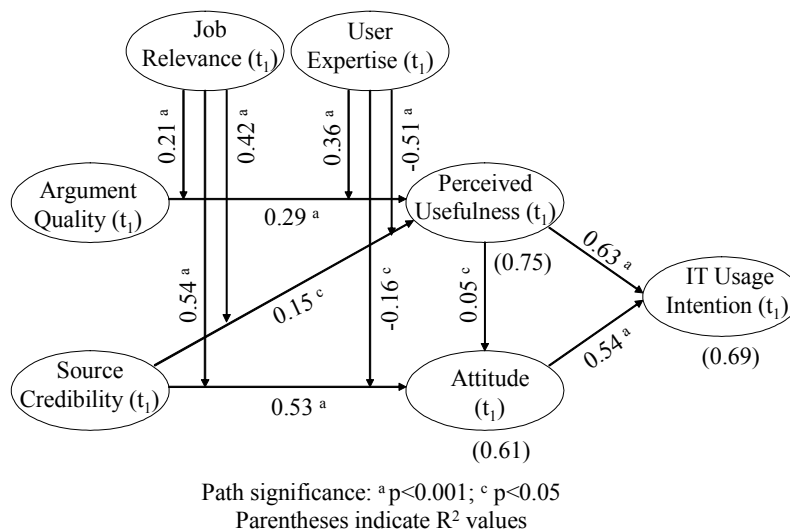 Job
Relevance (t₁)
User
Expertise (t₁)
0.21 ᵃ
0.42 ᵃ
0.36 ᵃ
-0.51 ᵃ
Argument
Quality (t₁)
0.29 ᵃ
Perceived
Usefulness (t₁)
(0.75)
0.63 ᵃ
IT Usage
Intention (t₁)
(0.69)
0.54 ᵃ
0.15 ᶜ
-0.16 ᶜ
0.05 ᶜ
0.54 ᵃ
Source
Credibility (t₁)
0.53 ᵃ
Attitude
(t₁)
(0.61)
Path significance: ᵃ p<0.001; ᶜ p<0.05
Parentheses indicate R² values